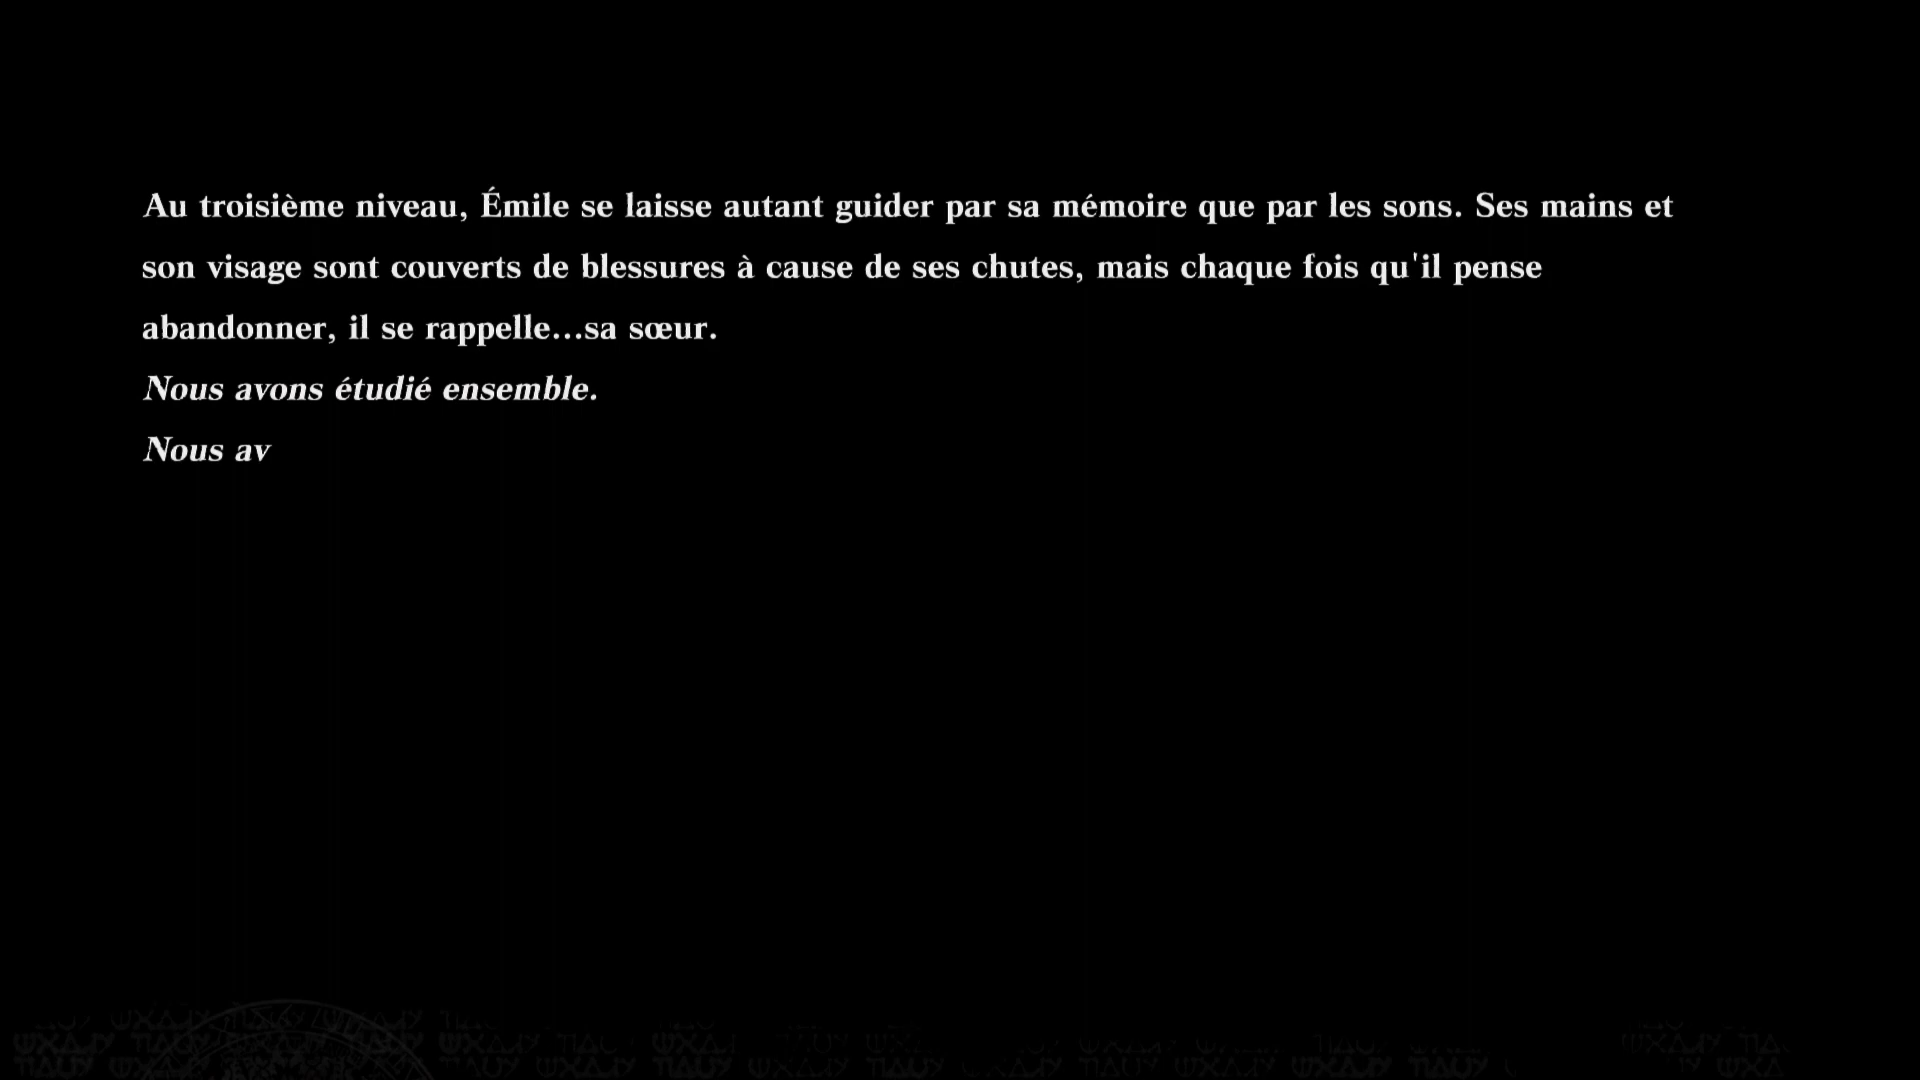 Au troisième niveau, Émile se laisse autant guider par sa mémoire que par les sons. Ses mains et
son visage sont couverts de blessures à cause de ses chutes, mais chaque fois qu'il pense
abandonner, il se rappelle...sa sœur.
Nous avons étudié ensemble.
Nous av